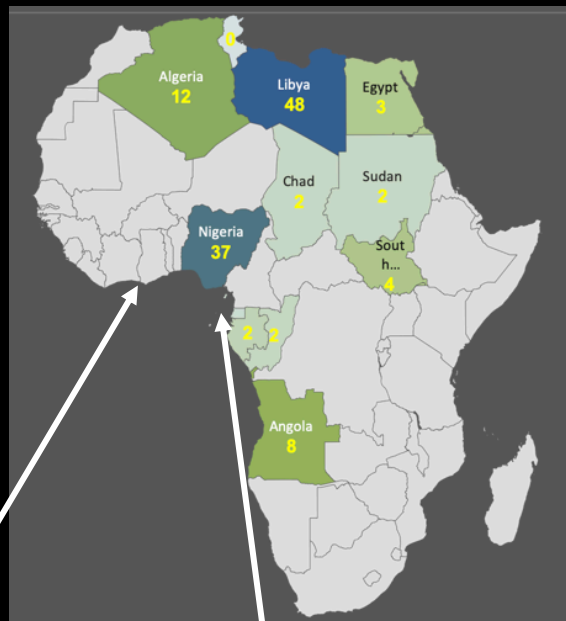 0
Algeria
12
Libya
48
Egypt
3
Chad
2
Sudan
2
Nigeria
37
Sout
h...
4
2
2
Angola
8